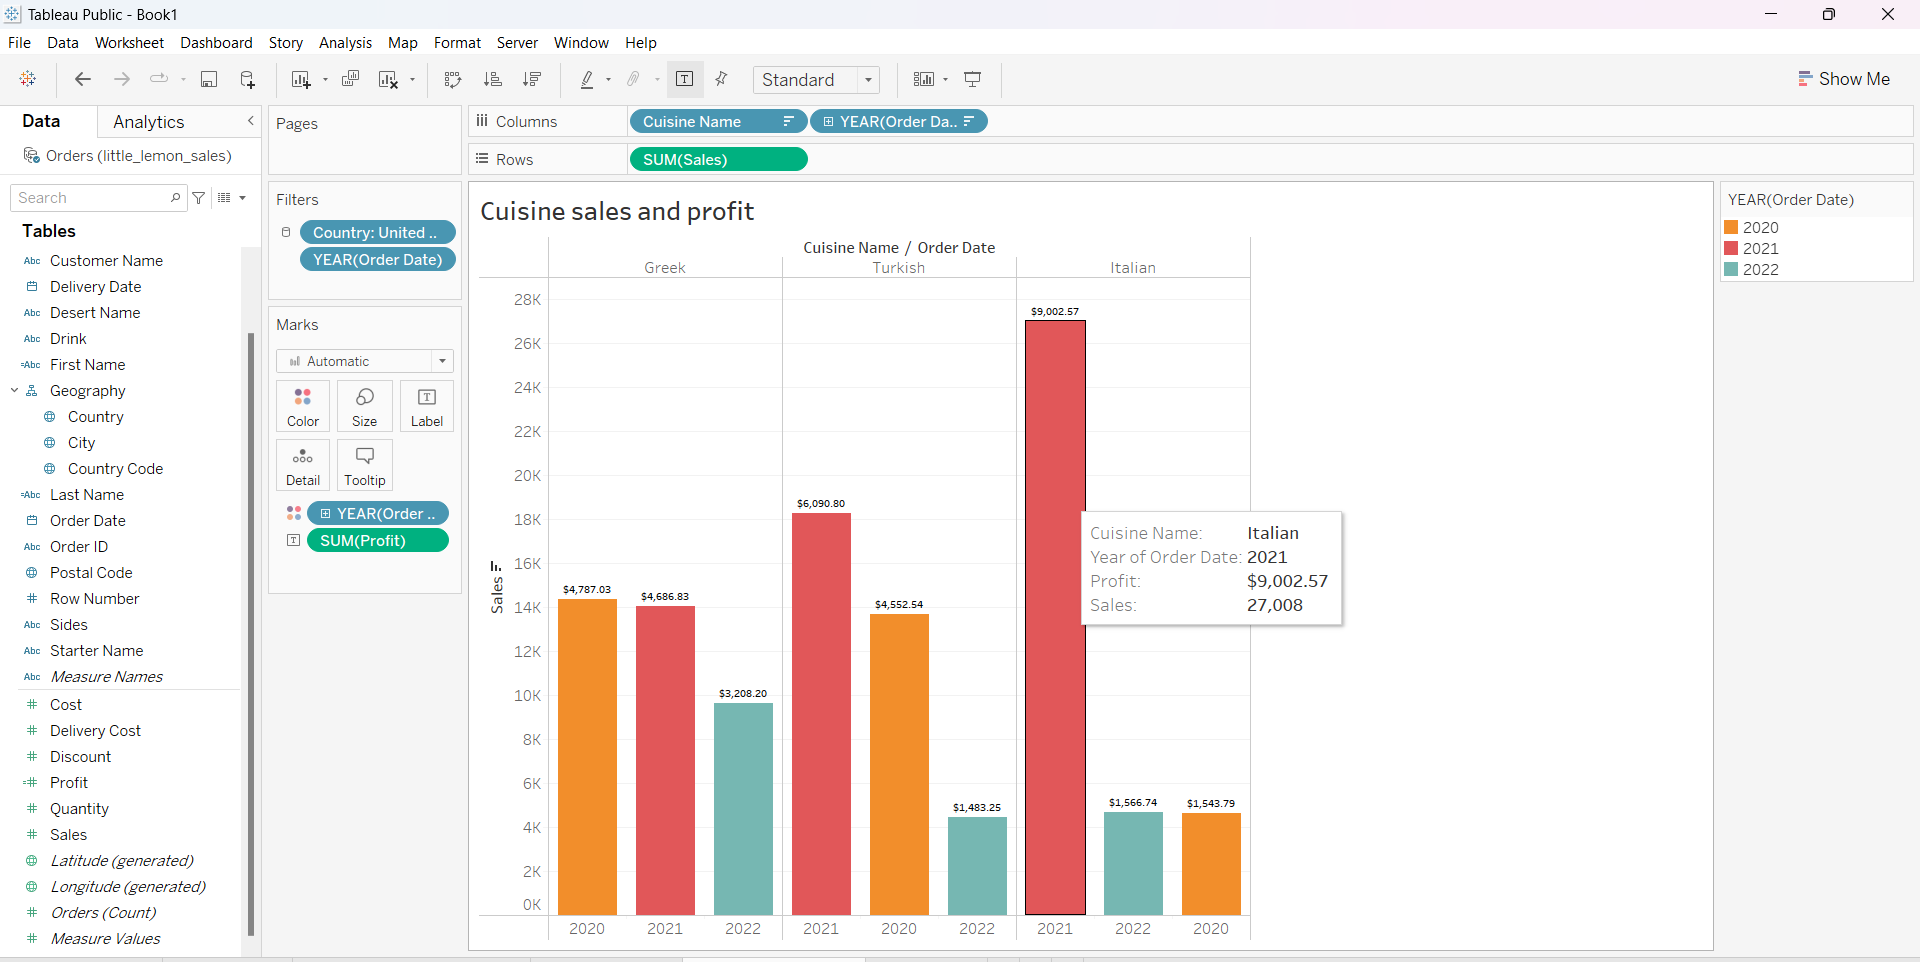 Tableau Public - Book1
File Data Worksheet Dashboard Story Analysis Map Format Server Window Help
Standard
Show Me
Data
Analytics
Orders (little_lemon_sales)
Search
Tables
Abc Customer Name
Delivery Date
Abc Desert Name
Abc Drink
=Abc First Name
Geography
Country
City
Country Code
=Abc Last Name
Order Date
Abc Order ID
Postal Code
# Row Number
Abc Sides
Abc Starter Name
Abc Measure Names
# Cost
# Delivery Cost
# Discount
=# Profit
# Quantity
# Sales
Latitude (generated)
Longitude (generated)
# Orders (Count)
# Measure Values
Pages
Filters
Country: United ..
YEAR(Order Date)
Marks
Automatic
Color Size Label
Detail Tooltip
YEAR(Order ..
SUM(Profit)
Columns
Cuisine Name
YEAR(Order Da..
Rows
SUM(Sales)
Cuisine sales and profit
Cuisine Name / Order Date
Greek Turkish Italian
Sales
28K
26K
24K
22K
20K
18K
16K
14K
12K
10K
8K
6K
4K
2K
0K
$4,787.03
$4,686.83
$3,208.20
$6,090.80
$4,552.54
$1,483.25
$9,002.57
$1,566.74
$1,543.79
2020 2021 2022 2021 2020 2022 2021 2022 2020
Cuisine Name: Italian
Year of Order Date: 2021
Profit: $9,002.57
Sales: 27,008
YEAR(Order Date)
2020
2021
2022